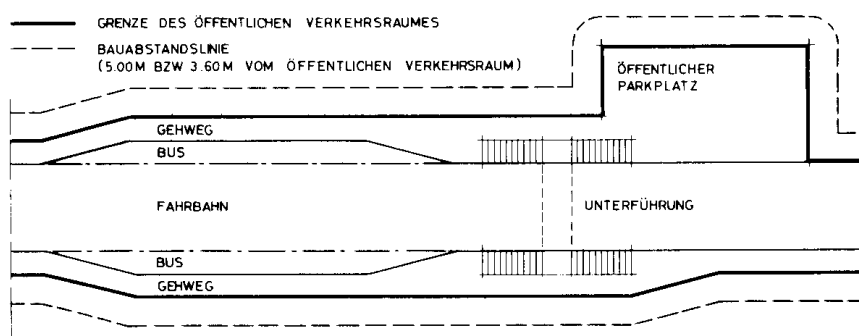 GRENZE DES ÖFFENTLICHEN VERKEHRSRAUMES
BAUABSTANDSLINIE
(5.00M BZW 3.60M VOM ÖFFENTLICHEN VERKEHRSRAUM)
ÖFFENTLICHER
PARKPLATZ
GEHWEG
BUS
FAHRBAHN
UNTERFÜHRUNG
BUS
GEHWEG